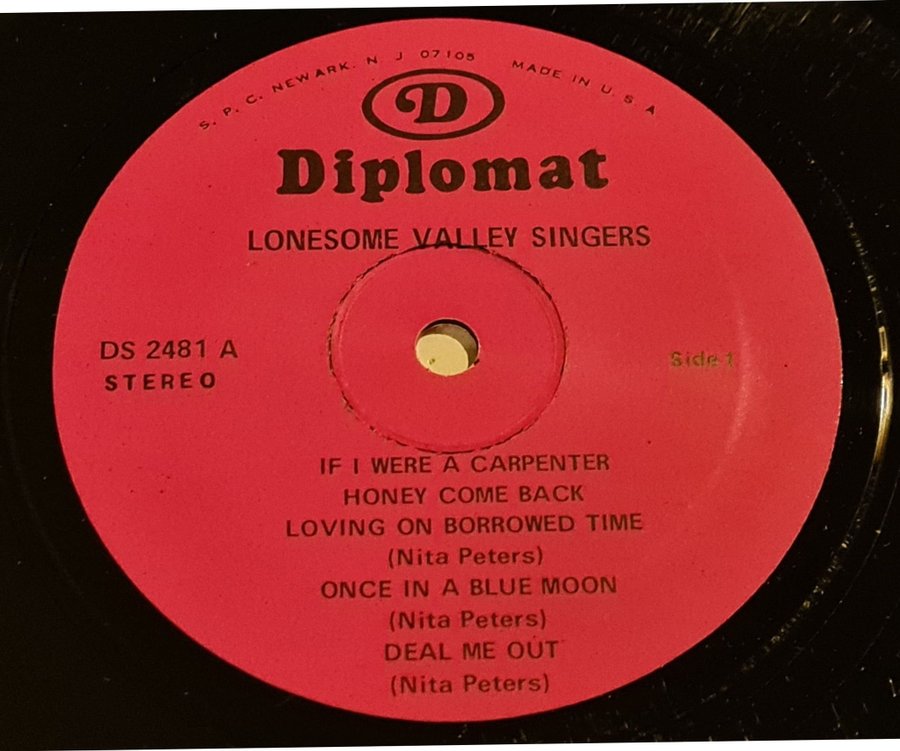 S. P. C. NEWARK. N J 07105 MADE IN U. S A
D
Diplomat
LONESOME VALLEY SINGERS
DS 2481 A
STEREO
Side 1
IF I WERE A CARPENTER
HONEY COME BACK
LOVING ON BORROWED TIME
(Nita Peters)
ONCE IN A BLUE MOON
(Nita Peters)
DEAL ME OUT
(Nita Peters)